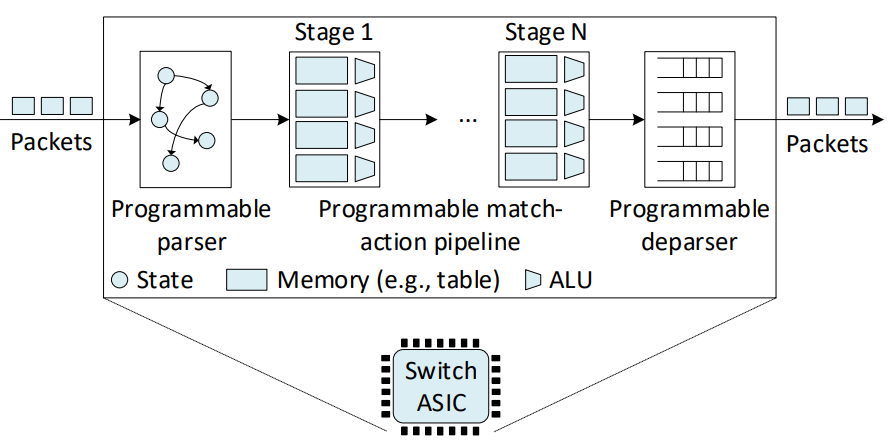 Stage 1
Stage N
...
Packets
Packets
Programmable
parser
Programmable match-
action pipeline
Programmable
deparser
State
Memory (e.g., table)
ALU
Switch
ASIC